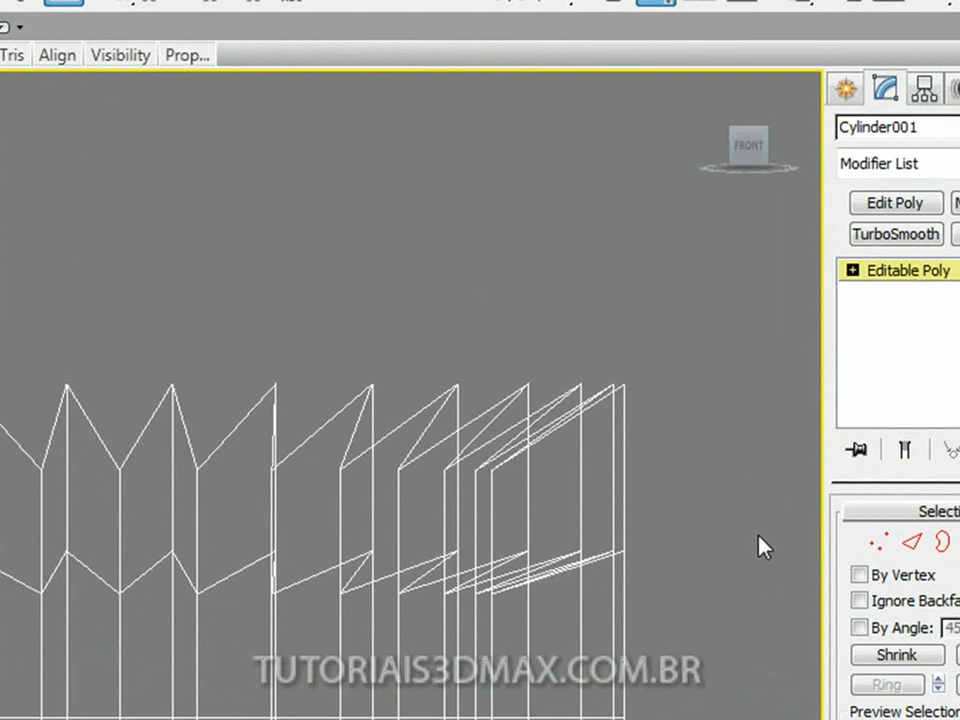 Tris Align Visibility Prop...
FRONT
Cylinder001
Modifier List
Edit Poly
TurboSmooth
Editable Poly
Selecti
By Vertex
Ignore Backfa
By Angle: 45
Shrink
Ring
Preview Selection
TUTORIAIS3DMAX.COM.BR